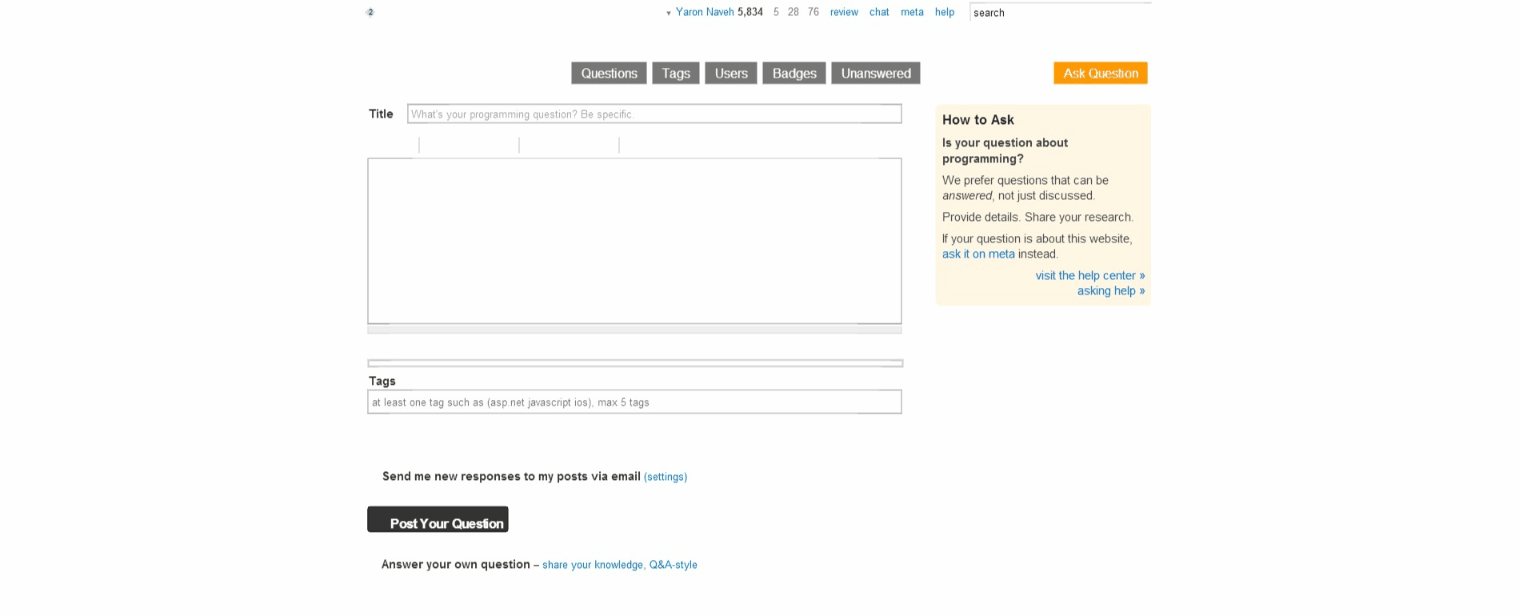 2
▾ Yaron Naveh 5,834 5 28 76 review chat meta help search
Questions Tags Users Badges Unanswered Ask Question
Title What's your programming question? Be specific.
How to Ask
Is your question about
programming?
We prefer questions that can be
answered, not just discussed.
Provide details. Share your research.
If your question is about this website,
ask it on meta instead.
visit the help center »
asking help »
Tags
at least one tag such as (asp.net javascript ios), max 5 tags
Send me new responses to my posts via email (settings)
Post Your Question
Answer your own question – share your knowledge, Q&A-style